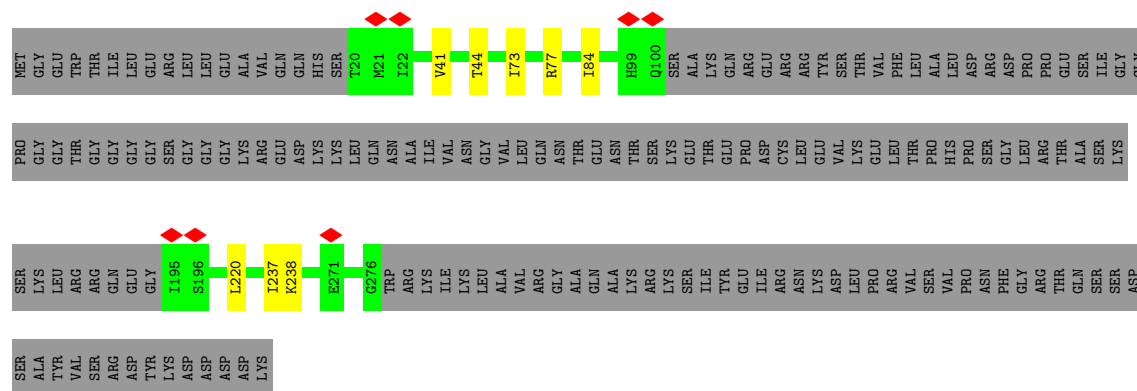 MET GLY GLU TRP THR ILE LEU GLU ARG LEU LEU GLU ALA VAL GLN GLN HIS SER T20 M21 I22 V41 T44 I73 R77 I84 H99 Q100 SER ALA LYS GLN ARG GLU ARG ARG TYR SER THR VAL PHE LEU ALA LEU ASP ARG ASP PRO PRO GLU SER ILE GLY GLY
PRO GLY GLY THR GLY GLY GLY GLY SER GLY GLY GLY LYS ARG GLU ASP LYS LYS LEU GLN ASN ALA ILE VAL ASN GLY VAL LEU GLN ASN THR GLU ASN THR SER LYS GLU THR GLU PRO ASP CYS LEU GLU VAL LYS GLU LEU THR PRO HIS PRO SER GLY LEU ARG THR ALA SER LYS
SER LYS LEU ARG ARG GLN GLU GLY I195 S196 L220 I237 K238 E271 G276 TRP ARG LYS ILE LYS LEU ALA VAL ARG GLY ALA GLN ALA LYS ARG LYS SER ILE TYR GLU ILE ARG ASN LYS ASP LEU PRO ARG VAL SER VAL PRO ASN PHE GLY ARG THR GLN SER SER ASP
SER ALA TYR VAL SER ARG ASP TYR LYS ASP ASP ASP ASP LYS